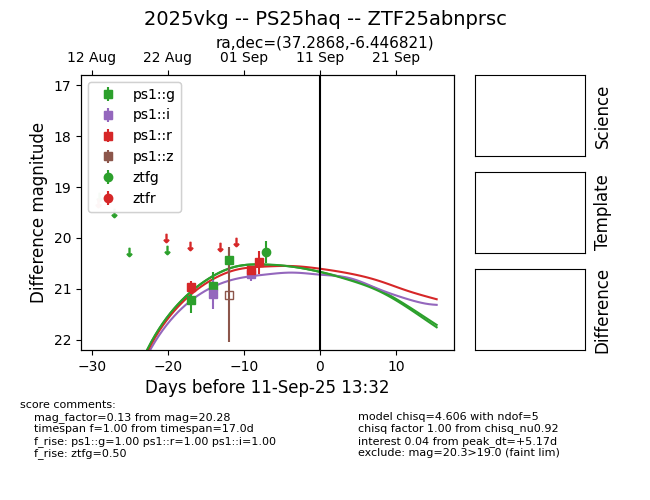 2025vkg -- PS25haq -- ZTF25abnprsc
ra,dec=(37.2868,-6.446821)
12 Aug 22 Aug 01 Sep 11 Sep 21 Sep
ps1::g
ps1::i
ps1::r
ps1::z
ztfg
ztfr
17
18
19
20
21
22
Difference magnitude
−30 −20 −10 0 10
Days before 11-Sep-25 13:32
Science
Template
Difference
score comments:
mag_factor=0.13 from mag=20.28
timespan f=1.00 from timespan=17.0d
f_rise: ps1::g=1.00 ps1::r=1.00 ps1::i=1.00
f_rise: ztfg=0.50
model chisq=4.606 with ndof=5
chisq factor 1.00 from chisq_nu0.92
interest 0.04 from peak_dt=+5.17d
exclude: mag=20.3>19.0 (faint lim)